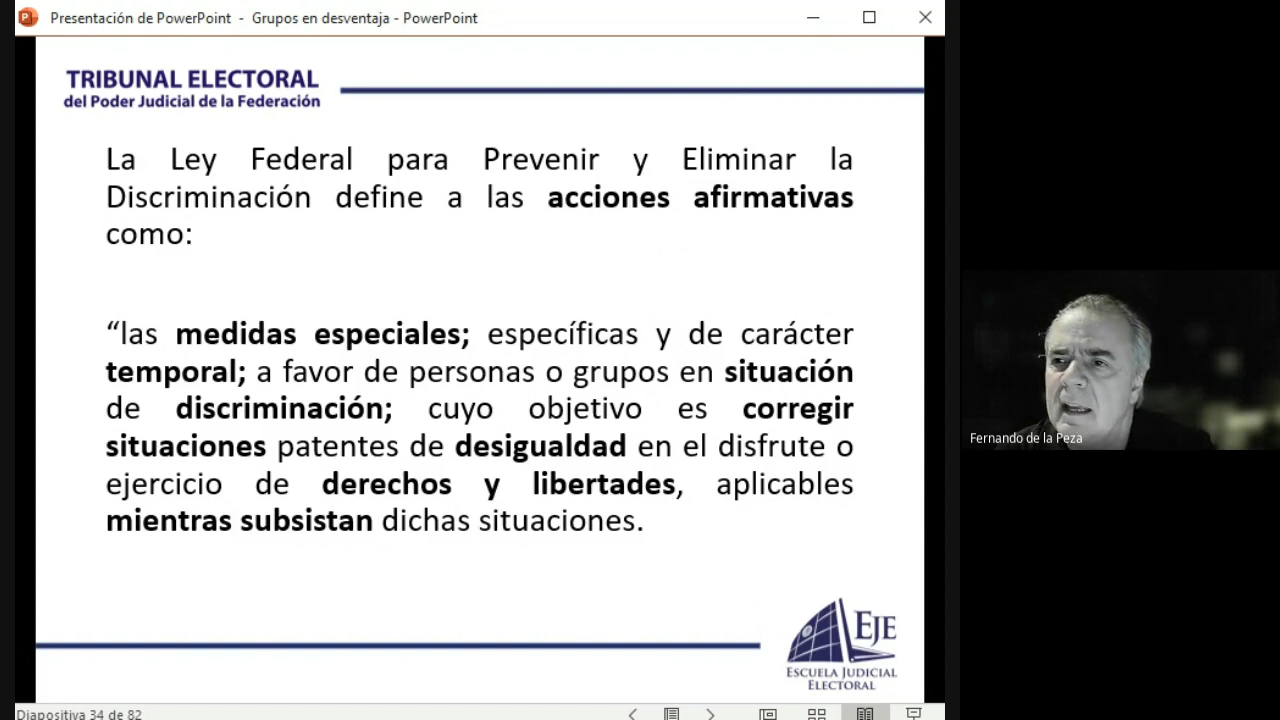 Presentación de PowerPoint - Grupos en desventaja - PowerPoint
TRIBUNAL ELECTORAL
del Poder Judicial de la Federación
La Ley Federal para Prevenir y Eliminar la
Discriminación define a las acciones afirmativas
como:
“las medidas especiales; específicas y de carácter
temporal; a favor de personas o grupos en situación
de discriminación; cuyo objetivo es corregir
situaciones patentes de desigualdad en el disfrute o
ejercicio de derechos y libertades, aplicables
mientras subsistan dichas situaciones.
Fernando de la Peza
EJE
ESCUELA JUDICIAL
ELECTORAL
Diapositiva 34 de 82